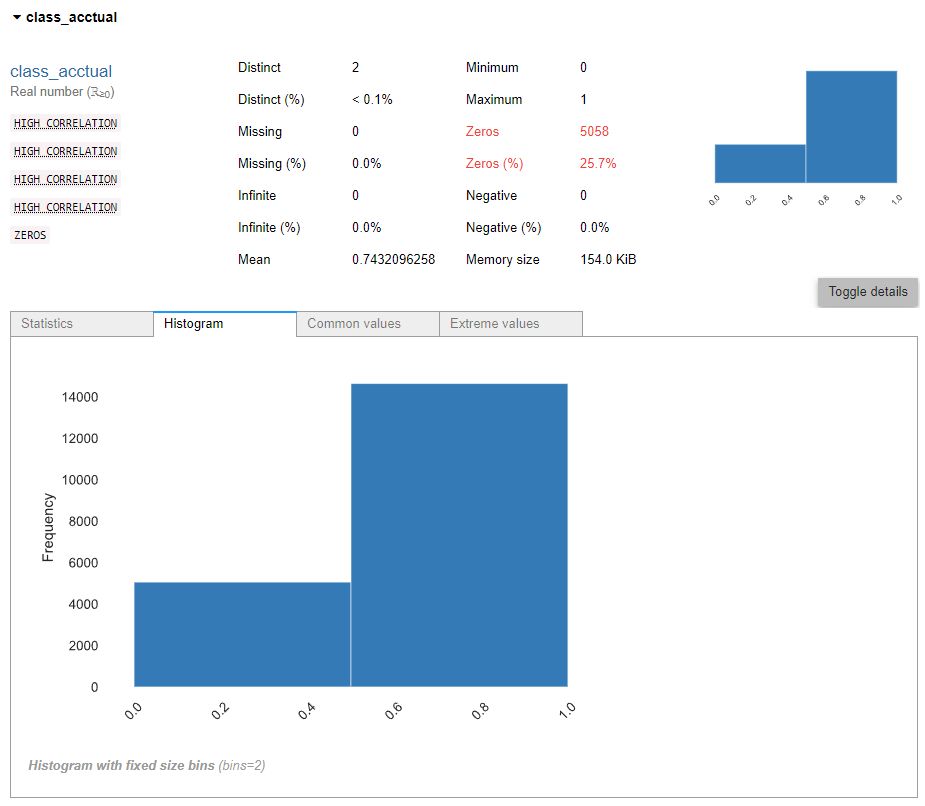 class_acctual
class_acctual
Real number (ℝ≥0)
HIGH CORRELATION
HIGH CORRELATION
HIGH CORRELATION
HIGH CORRELATION
ZEROS
Distinct 2
Distinct (%) < 0.1%
Missing 0
Missing (%) 0.0%
Infinite 0
Infinite (%) 0.0%
Mean 0.7432096258
Minimum 0
Maximum 1
Zeros 5058
Zeros (%) 25.7%
Negative 0
Negative (%) 0.0%
Memory size 154.0 KiB
0.0 0.2 0.4 0.6 0.8 1.0
Toggle details
Statistics Histogram Common values Extreme values
14000
12000
10000
8000
6000
4000
2000
0
Frequency
0.0 0.2 0.4 0.6 0.8 1.0
Histogram with fixed size bins (bins=2)